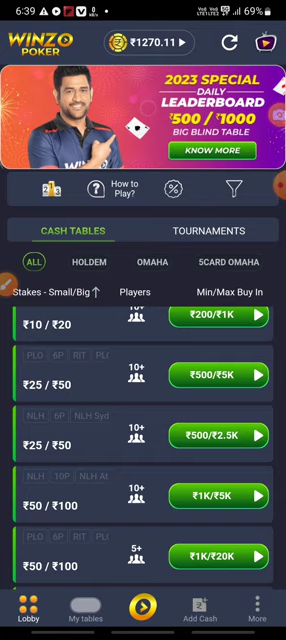 6:39
69%
WINZO
POKER
₹1270.11
2023 SPECIAL
DAILY
LEADERBOARD
₹500 / ₹1000
BIG BLIND TABLE
KNOW MORE
How to
Play?
CASH TABLES
TOURNAMENTS
ALL
HOLDEM
OMAHA
5CARD OMAHA
Stakes - Small/Big
Players
Min/Max Buy In
₹10 / ₹20
10+
₹200/₹1K
PLO 6P RIT
₹25 / ₹50
10+
₹500/₹5K
NLH 6P NLH Syd
₹25 / ₹50
10+
₹500/₹2.5K
NLH 10P NLH At
₹50 / ₹100
10+
₹1K/₹5K
PLO 6P RIT
₹50 / ₹100
5+
₹1K/₹20K
Lobby
My tables
Add Cash
More